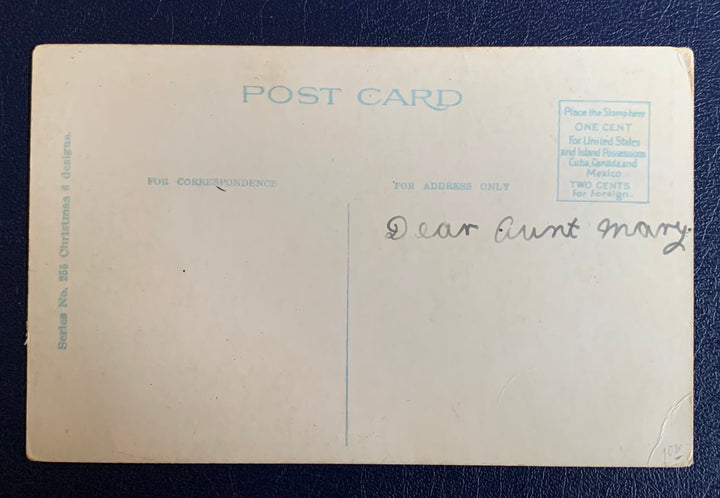 POST CARD
Place the Stamp here
ONE CENT
For United States
and Island Possessions
Cuba, Canada and
Mexico.
TWO CENTS
For Foreign.
FOR CORRESPONDENCE
FOR ADDRESS ONLY
Dear Aunt Mary.
Series No. 255 Christmas 6 designs.